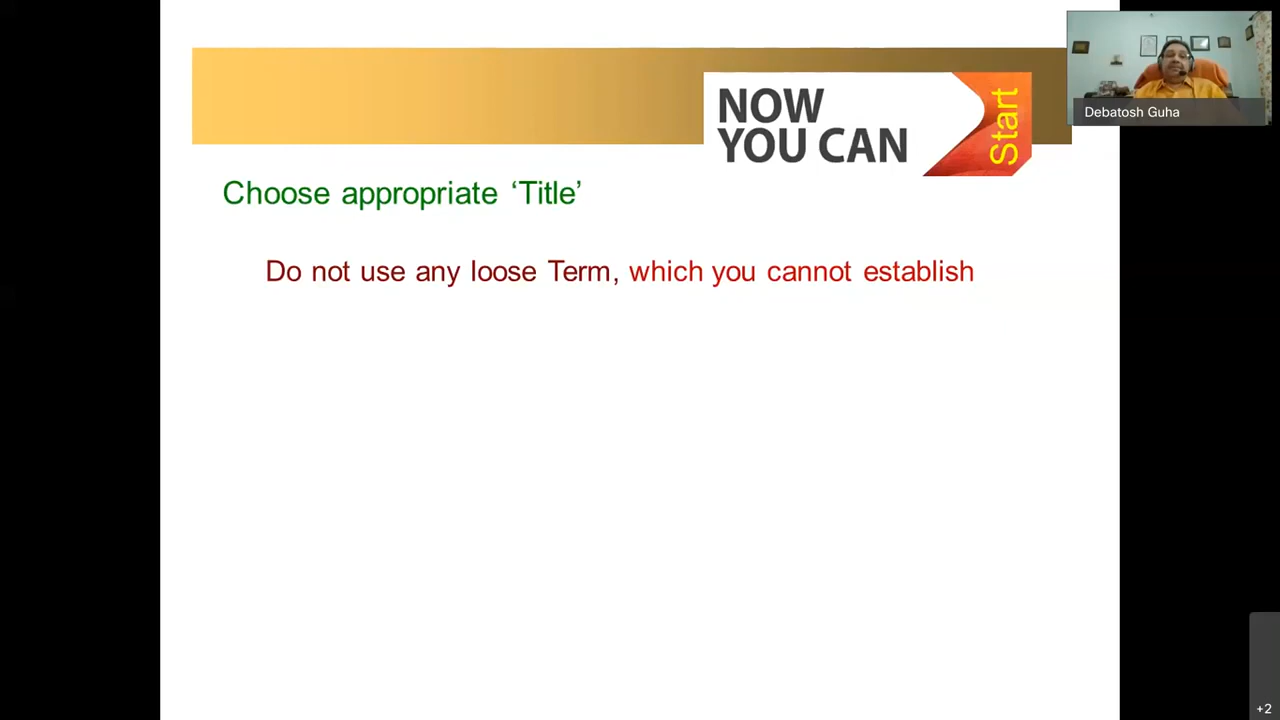 NOW
YOU CAN
Start
Debatosh Guha
Choose appropriate ‘Title’
Do not use any loose Term, which you cannot establish
+2